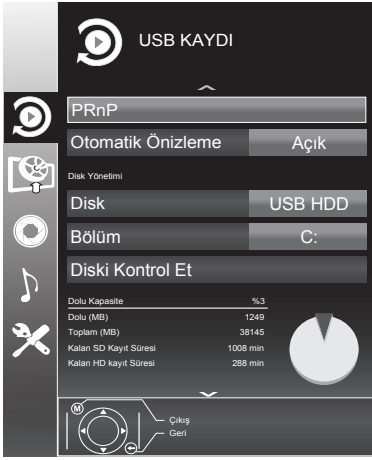 USB KAYDI
PRnP
Otomatik Önizleme Açık
Disk Yönetimi
Disk USB HDD
Bölüm C:
Diski Kontrol Et
Dolu Kapasite %3
Dolu (MB) 1249
Toplam (MB) 38145
Kalan SD Kayıt Süresi 1008 min
Kalan HD kayıt Süresi 288 min
M
Çıkış
Geri